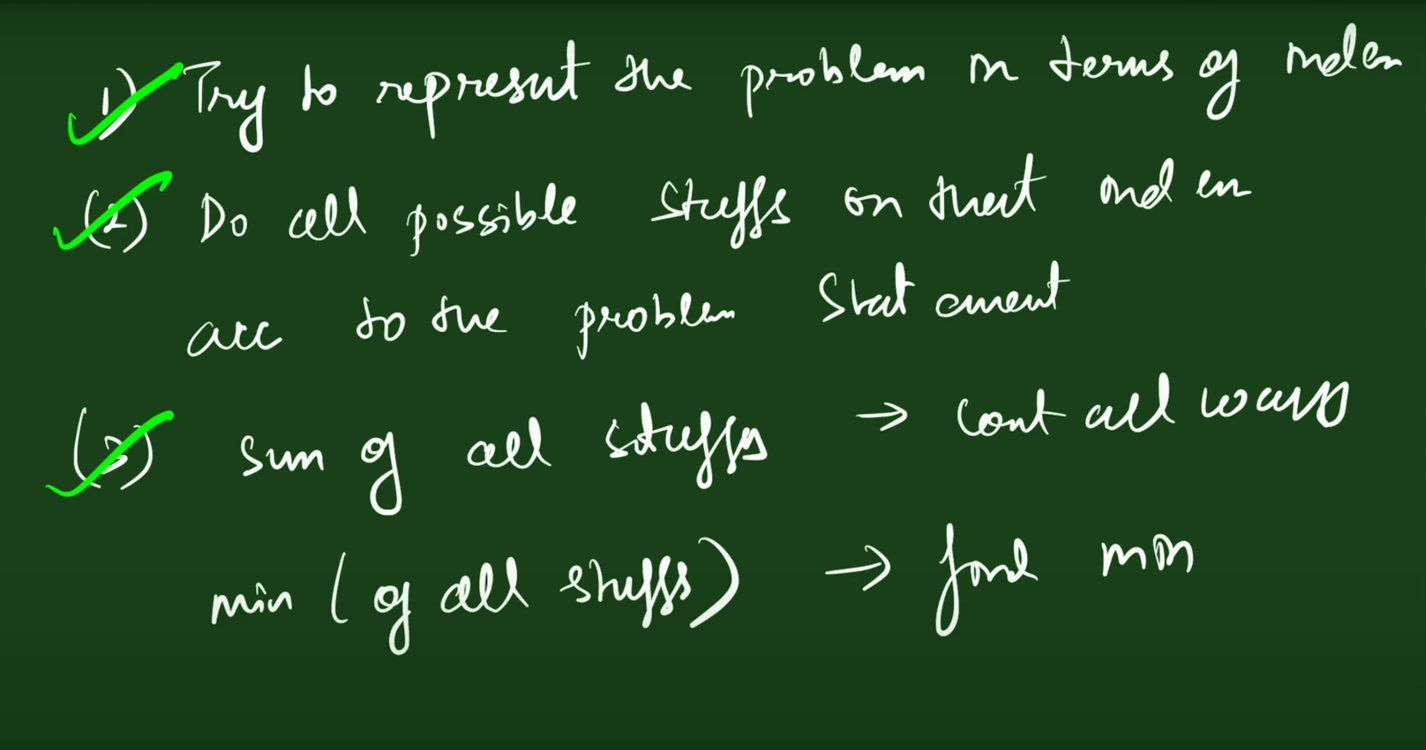 1) Try to represent the problem in terms of index
(2) Do all possible stuffs on that index
acc to the problem Statement
(3) sum of all stuffs → Count all ways
min (of all stuffs) → find min